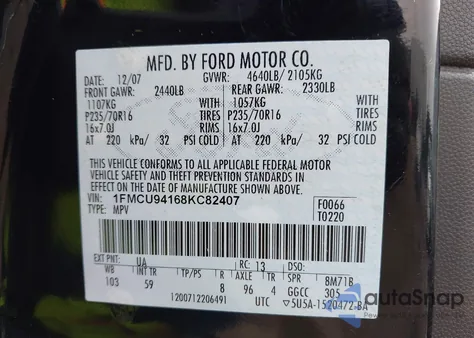 MFD. BY FORD MOTOR CO.
DATE: 12/07 GVWR: 4640LB/ 2105KG
FRONT GAWR: 2440LB REAR GAWR: 2330LB
1107KG WITH 1057KG WITH
P235/70R16 TIRES P235/70R16 TIRES
16x7.0J RIMS 16x7.0J RIMS
AT 220 kPa/ 32 PSI COLD AT 220 kPa/ 32 PSI COLD
THIS VEHICLE CONFORMS TO ALL APPLICABLE FEDERAL MOTOR
VEHICLE SAFETY AND THEFT PREVENTION STANDARDS IN
EFFECT ON THE DATE OF MANUFACTURE SHOWN ABOVE.
VIN: 1FMCU94168KC82407 F0066
TYPE: MPV T0220
EXT PNT: UA RC: 13 DSO:
WB INT TR TP/PS R AXLE TR SPR 8M71B
103 59 8 96 4 GGCC 305
1200712206491 UTC 5U5A-1520472-BA
autoSnap